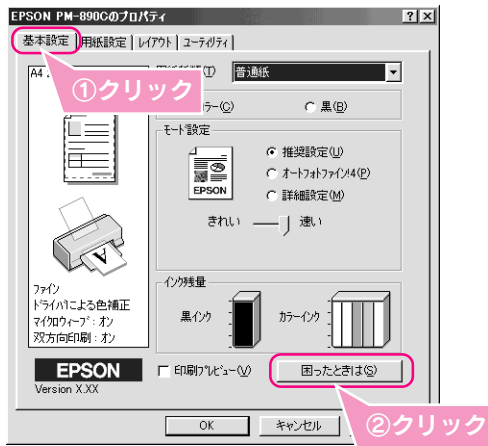 EPSON PM-890Cのプロパティ
基本設定 用紙設定 レイアウト ユーティリティ
A4
(T) 普通紙
①クリック
ラー(C) 黒(B)
モード設定
EPSON
推奨設定(U)
オートフォトファイン!4(P)
詳細設定(M)
きれい 速い
ファイン
ドライバによる色補正
マイクロウィーブ:オン
双方向印刷:オン
インク残量
黒インク カラーインク
EPSON
Version X.XX
印刷プレビュー(V) 困ったときは(S)
OK キャンセル
②クリック